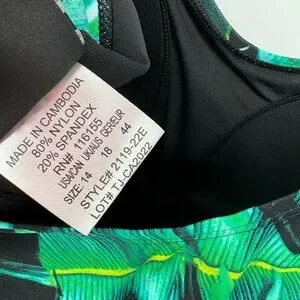 MADE IN CAMBODIA
80% NYLON
20% SPANDEX
RN# 116155
USA/CAN UK/AUS GER/EUR
SIZE: 14 18 44
STYLE# 2119-22E
LOT# TJ-CA2022